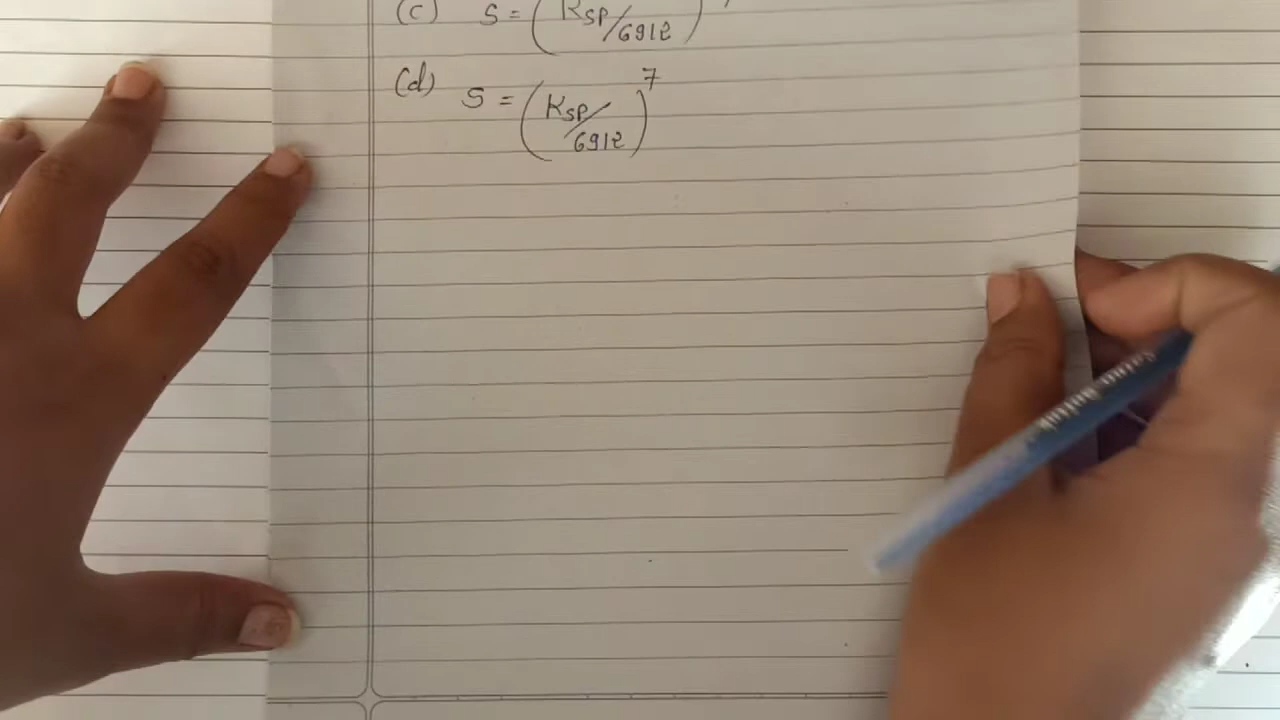 (c) S = (Ksp/6912)
(d) S = (Ksp/6912)^7